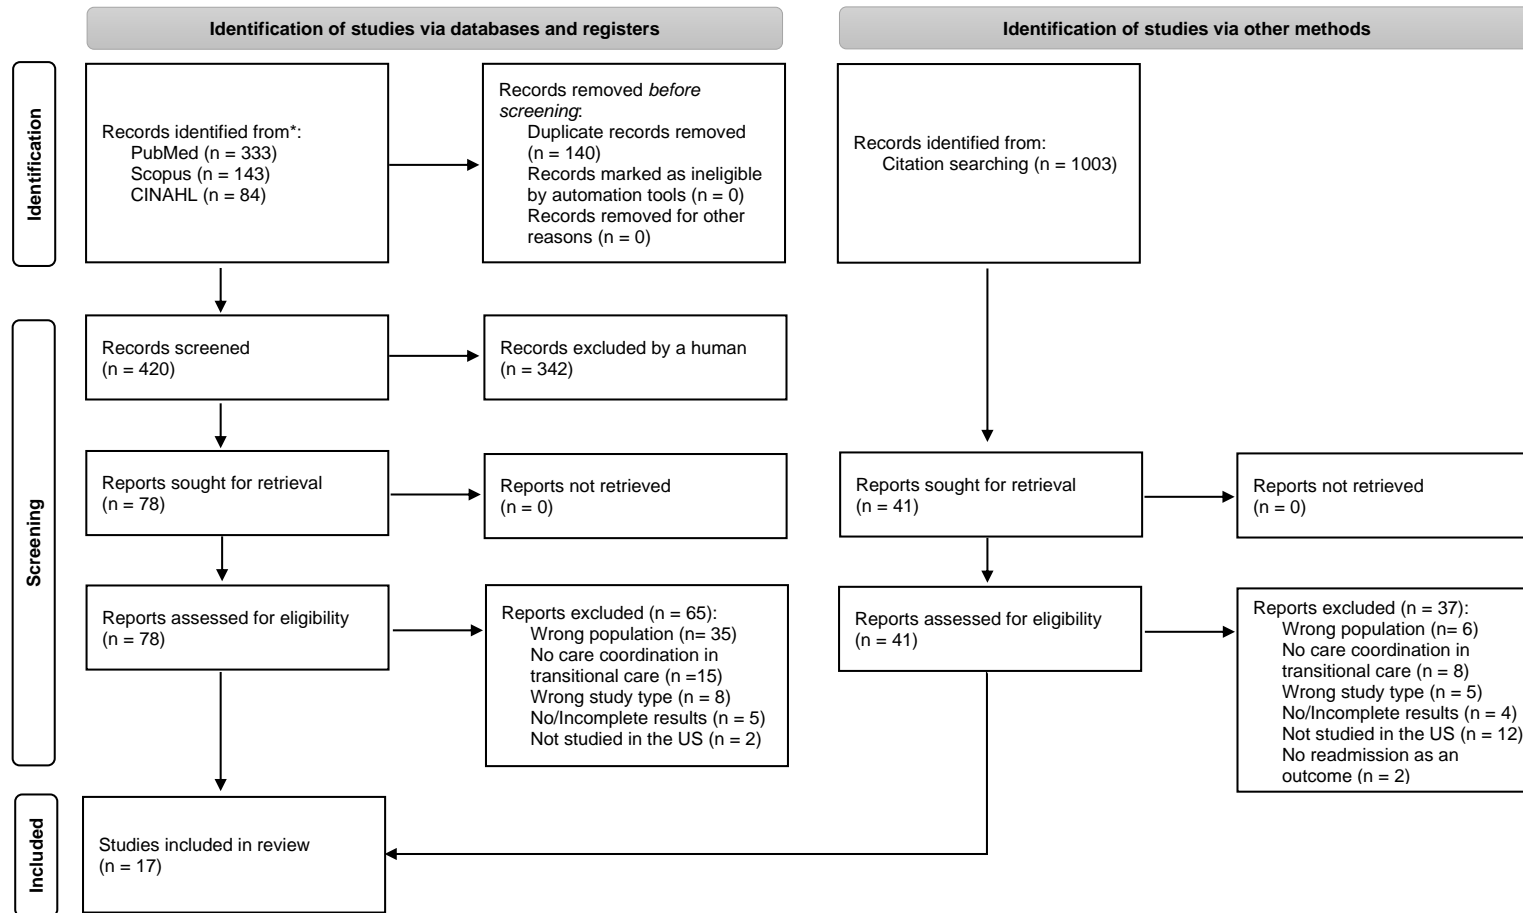 Identification of studies via databases and registers
Identification of studies via other methods
Identification
Records identified from*:
PubMed (n = 333)
Scopus (n = 143)
CINAHL (n = 84)
Records removed before
screening:
Duplicate records removed
(n = 140)
Records marked as ineligible
by automation tools (n = 0)
Records removed for other
reasons (n = 0)
Records identified from:
Citation searching (n = 1003)
Screening
Records screened
(n = 420)
Records excluded by a human
(n = 342)
Reports sought for retrieval
(n = 78)
Reports not retrieved
(n = 0)
Reports sought for retrieval
(n = 41)
Reports not retrieved
(n = 0)
Reports assessed for eligibility
(n = 78)
Reports excluded (n = 65):
Wrong population (n= 35)
No care coordination in
transitional care (n =15)
Wrong study type (n = 8)
No/Incomplete results (n = 5)
Not studied in the US (n = 2)
Reports assessed for eligibility
(n = 41)
Reports excluded (n = 37):
Wrong population (n= 6)
No care coordination in
transitional care (n = 8)
Wrong study type (n = 5)
No/Incomplete results (n = 4)
Not studied in the US (n = 12)
No readmission as an
outcome (n = 2)
Included
Studies included in review
(n = 17)